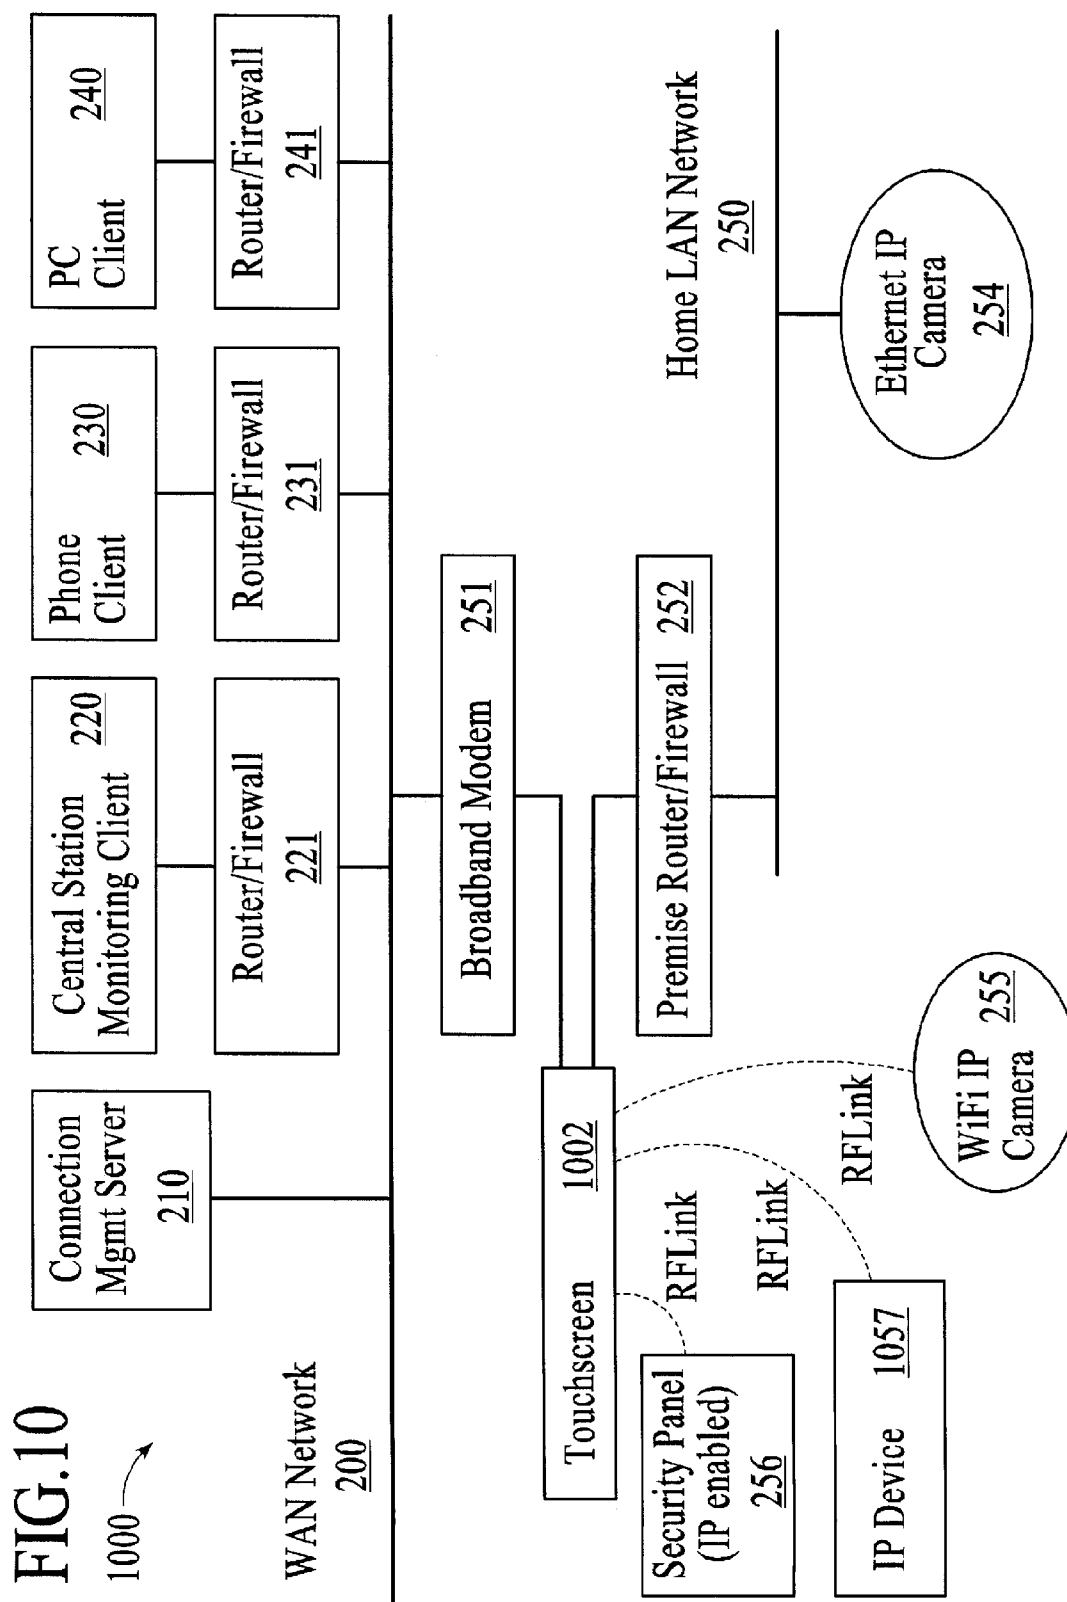 FIG.10
1000
Connection
Mgmt Server
210
Central Station
Monitoring Client 220
Phone
Client 230
PC
Client 240
Router/Firewall
221
Router/Firewall
231
Router/Firewall
241
WAN Network
200
Broadband Modem 251
Touchscreen 1002
Premise Router/Firewall 252
Home LAN Network
250
RFLink
RFLink
RFLink
Security Panel
(IP enabled)
256
IP Device 1057
WiFi IP
Camera 255
Ethernet IP
Camera
254